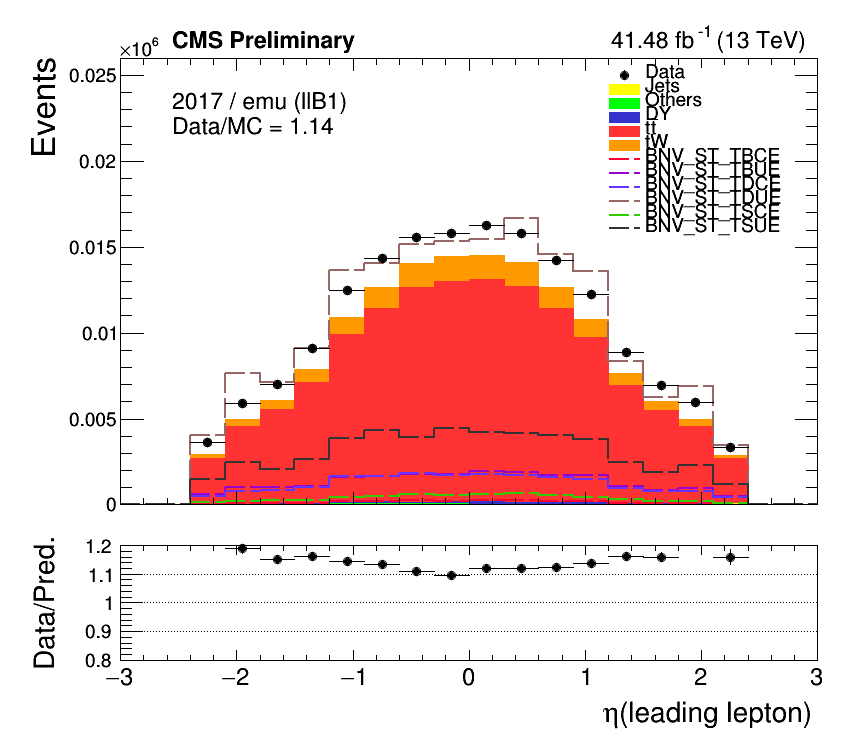 ×10⁶ CMS Preliminary 41.48 fb⁻¹ (13 TeV)
Events
0.025
0.02
0.015
0.01
0.005
0
2017 / emu (llB1)
Data/MC = 1.14
Data
Jets
Others
DY
tt
tW
BNV_ST_TBCE
BNV_ST_TBUE
BNV_ST_TDCE
BNV_ST_TDUE
BNV_ST_TSCE
BNV_ST_TSUE
Data/Pred.
1.2
1.1
1
0.9
0.8
−3 −2 −1 0 1 2 3
η(leading lepton)